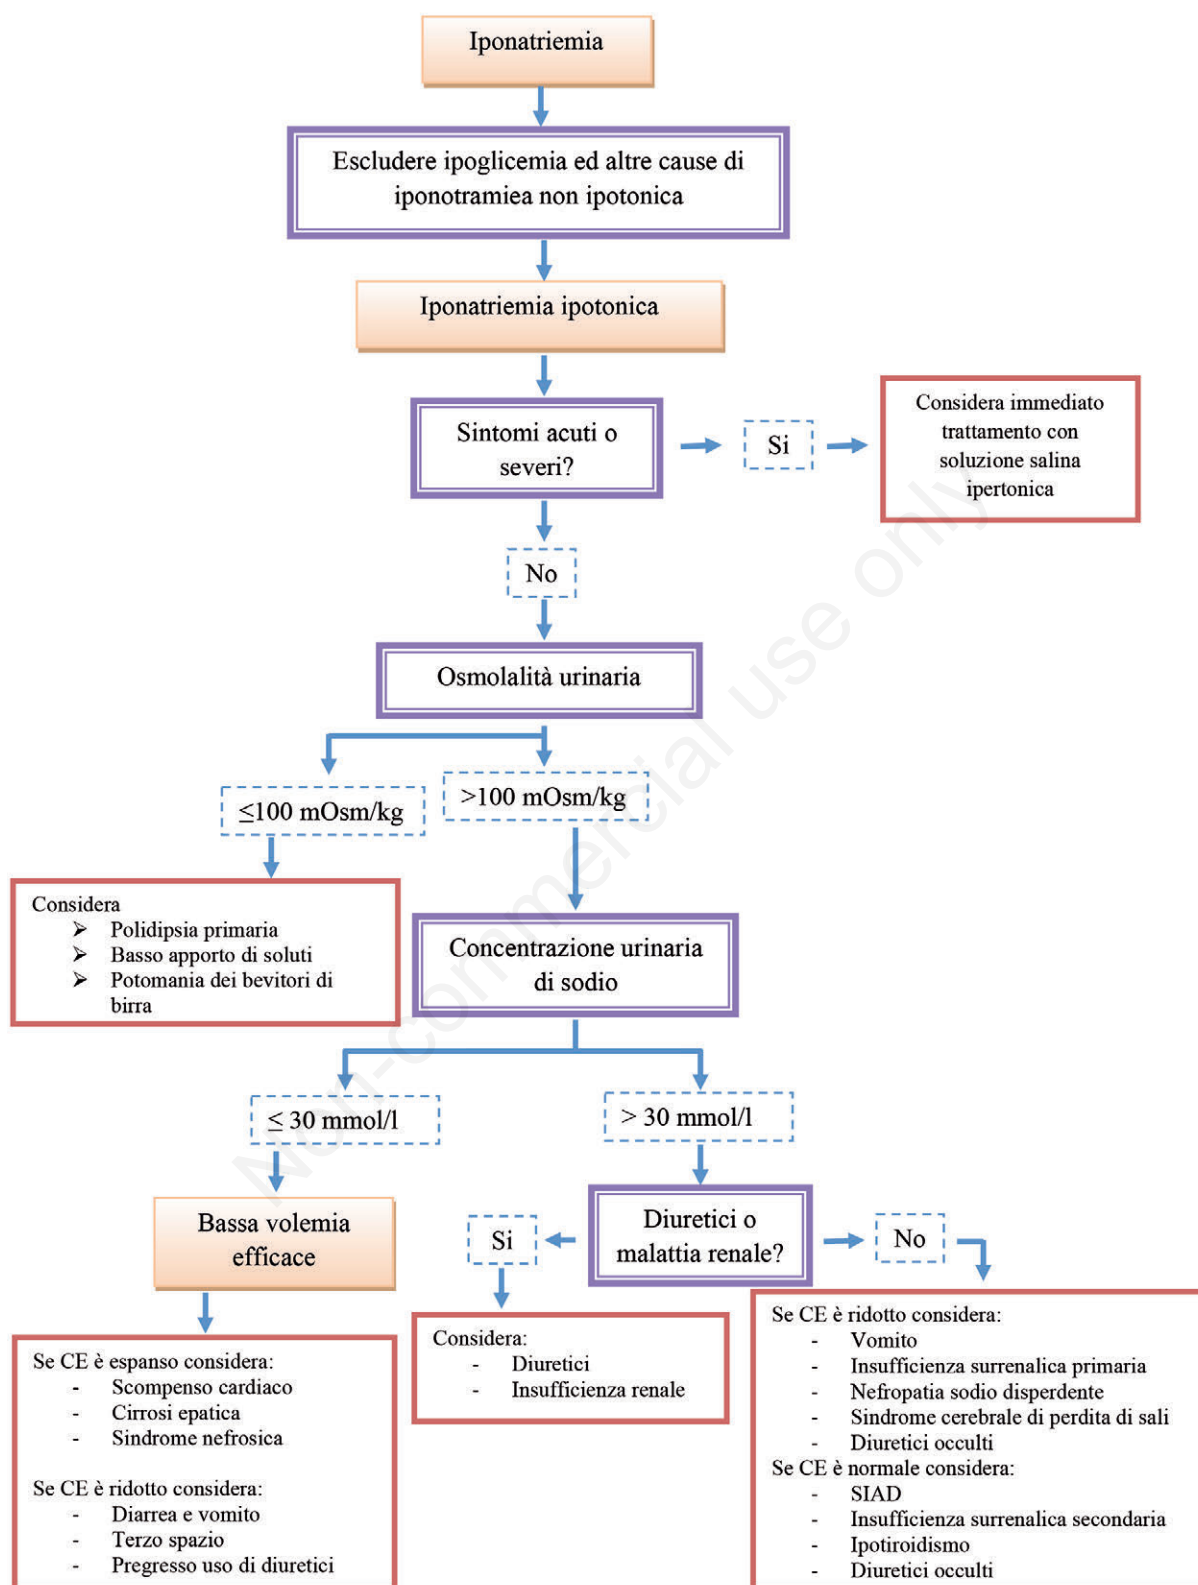 Iponatriemia
Escludere ipoglicemia ed altre cause di
iponotramiea non ipotonica
Iponatriemia ipotonica
Sintomi acuti o
severi?
Si
Considera immediato
trattamento con
soluzione salina
ipertonica
No
Osmolalità urinaria
≤100 mOsm/kg
>100 mOsm/kg
Considera
➢ Polidipsia primaria
➢ Basso apporto di soluti
➢ Potomania dei bevitori di
birra
Concentrazione urinaria
di sodio
≤ 30 mmol/l
> 30 mmol/l
Bassa volemia
efficace
Diuretici o
malattia renale?
Si
No
Se CE è espanso considera:
- Scompenso cardiaco
- Cirrosi epatica
- Sindrome nefrosica
Se CE è ridotto considera:
- Diarrea e vomito
- Terzo spazio
- Pregresso uso di diuretici
Considera:
- Diuretici
- Insufficienza renale
Se CE è ridotto considera:
- Vomito
- Insufficienza surrenalica primaria
- Nefropatia sodio disperdente
- Sindrome cerebrale di perdita di sali
- Diuretici occulti
Se CE è normale considera:
- SIAD
- Insufficienza surrenalica secondaria
- Ipotiroidismo
- Diuretici occulti
Non-commercial use only